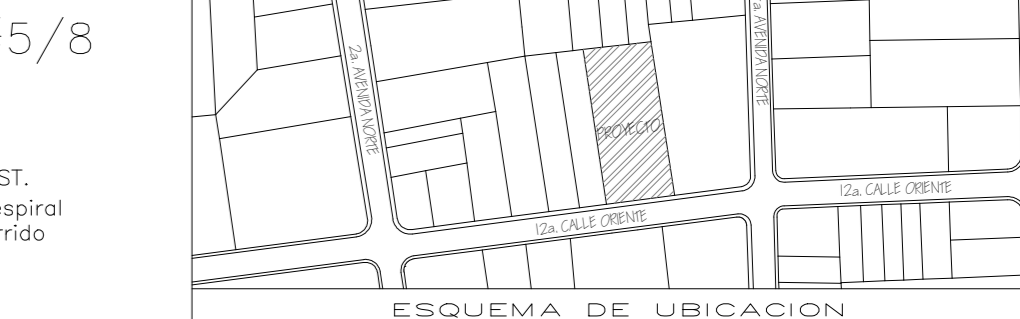 5/8
ST.
espiral
rrido
2a. AVENIDA NORTE
a. AVENIDA NORTE
PROYECTO
12a. CALLE ORIENTE
12a. CALLE ORIENTE
ESQUEMA DE UBICACION